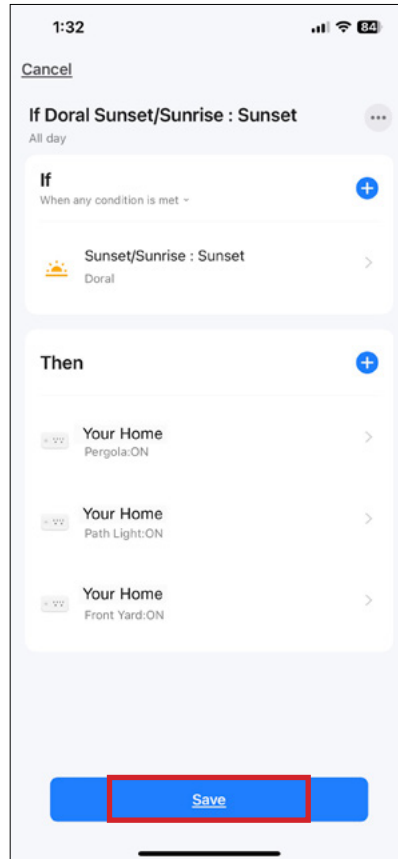 1:32
84
Cancel
If Doral Sunset/Sunrise : Sunset
All day
If
When any condition is met
Sunset/Sunrise : Sunset
Doral
Then
Your Home
Pergola:ON
Your Home
Path Light:ON
Your Home
Front Yard:ON
Save